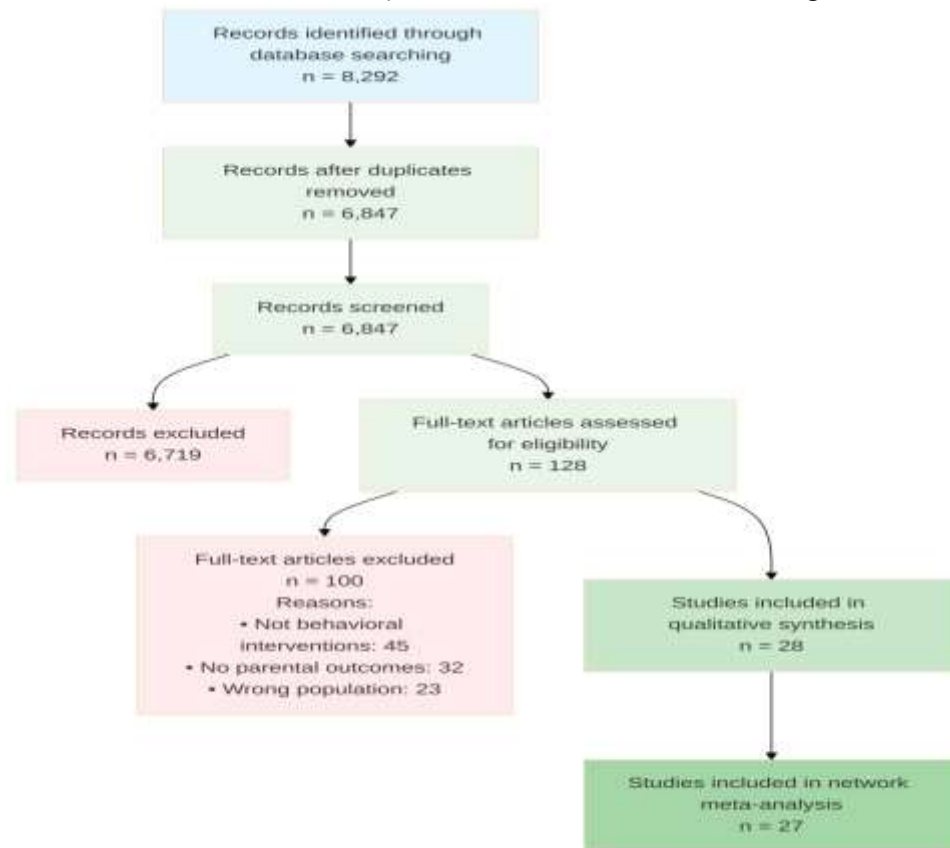 Records identified through
database searching
n = 8,292
Records after duplicates
removed
n = 6,847
Records screened
n = 6,847
Records excluded
n = 6,719
Full-text articles assessed
for eligibility
n = 128
Full-text articles excluded
n = 100
Reasons:
• Not behavioral
interventions: 45
• No parental outcomes: 32
• Wrong population: 23
Studies included in
qualitative synthesis
n = 28
Studies included in network
meta-analysis
n = 27